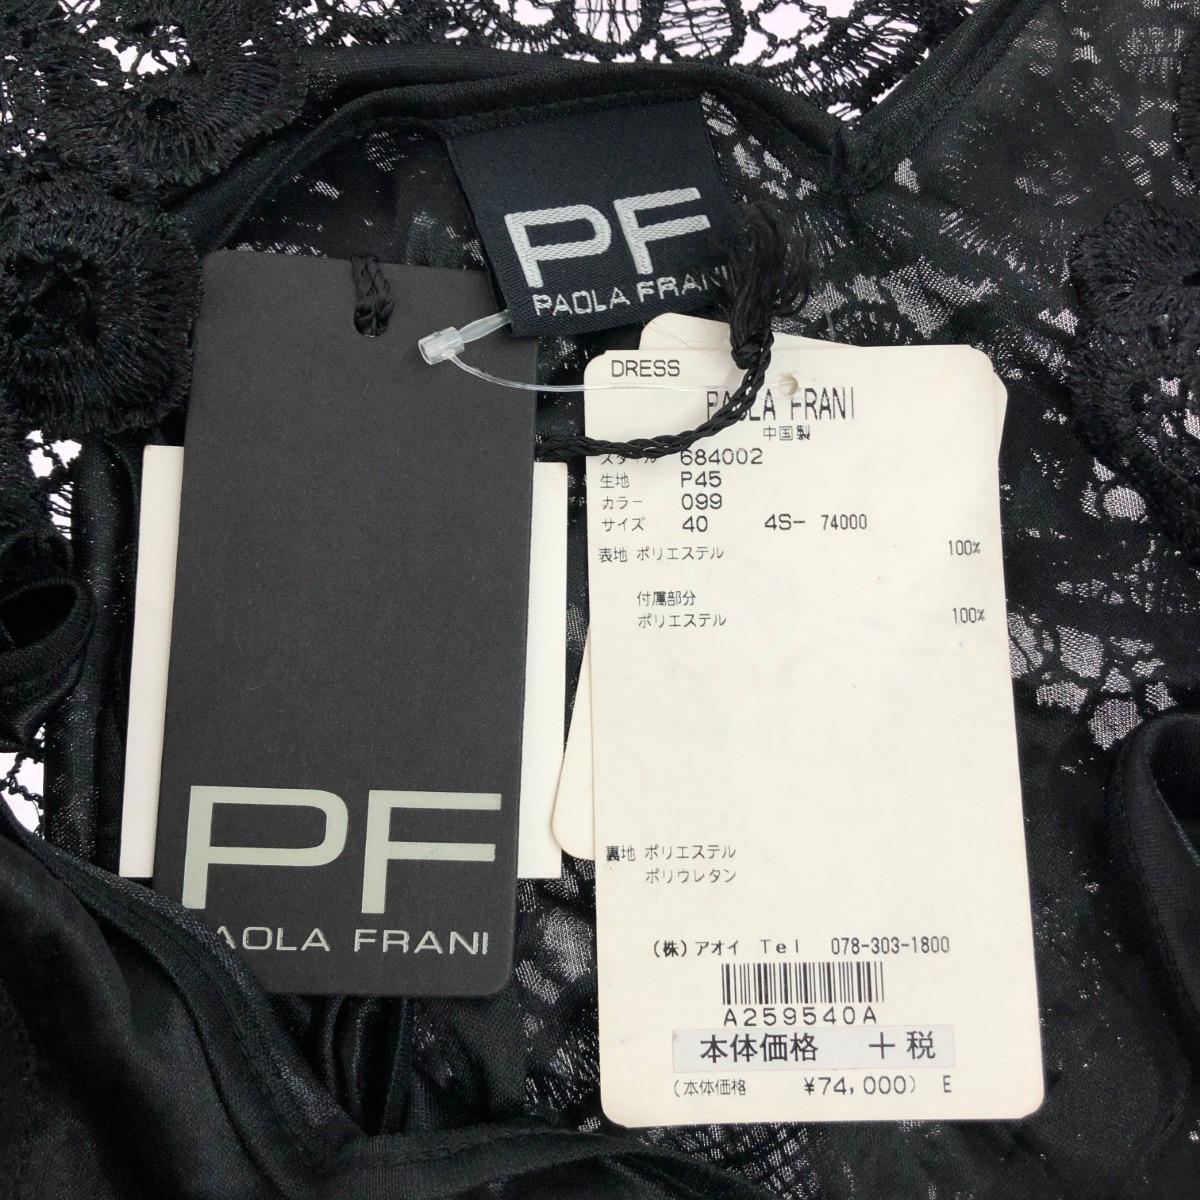 PF
PAOLA FRANI
DRESS
PAOLA FRANI
中国製
スタイル 684002
生地 P45
カラー 099
サイズ 40 4S- 74000
表地 ポリエステル 100%
付属部分
ポリエステル 100%
裏地 ポリエステル
ポリウレタン
(株)アオイ Tel 078-303-1800
A259540A
本体価格 +税
(本体価格 ¥74,000) E
PF
PAOLA FRANI